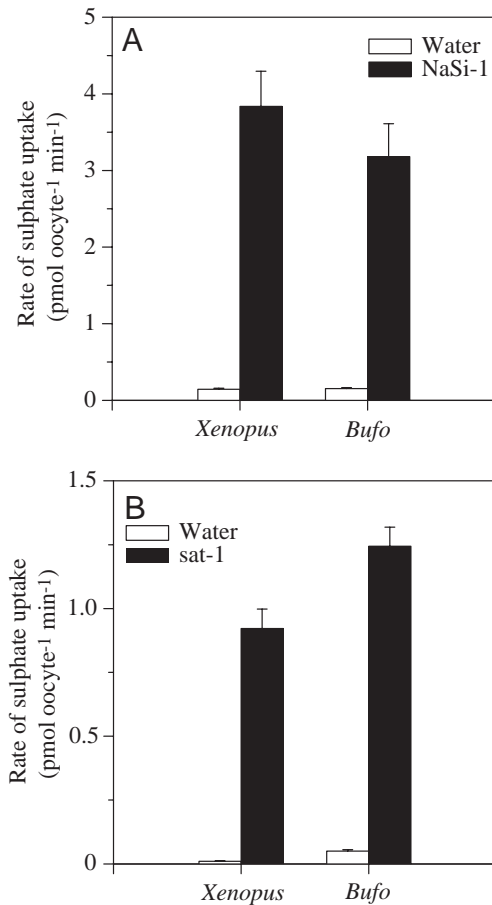 A
Water
NaSi-1
5
4
3
2
1
0
Rate of sulphate uptake
(pmol oocyte-1 min-1)
Xenopus
Bufo
B
Water
sat-1
1.5
1.0
0.5
0
Rate of sulphate uptake
(pmol oocyte-1 min-1)
Xenopus
Bufo